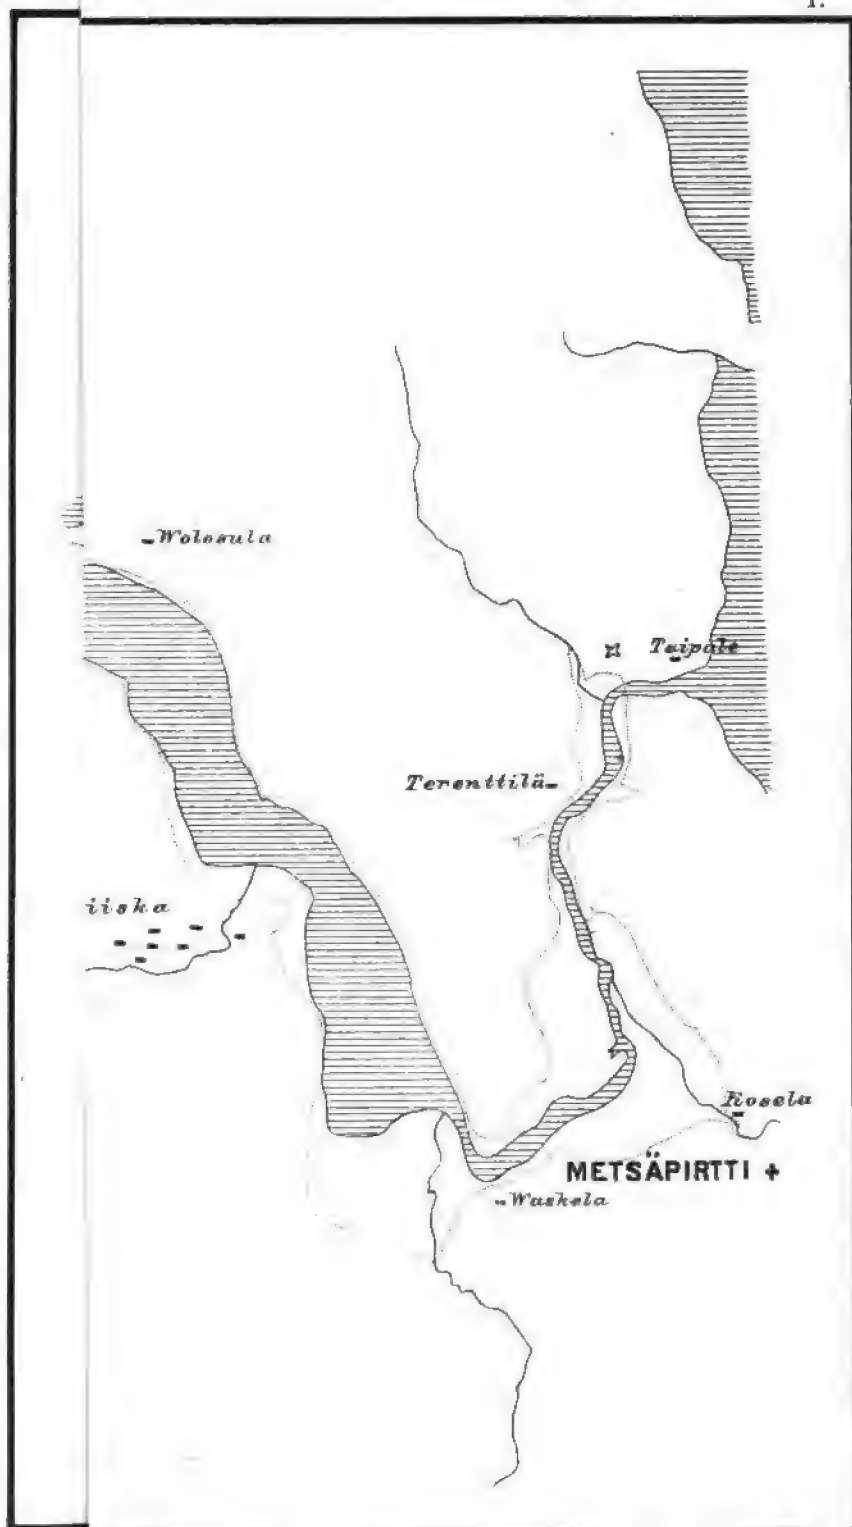 1.
Wolosula
Taipale
Terenttilä
iiska
Kosela
METSÄPIRTTI +
Waskela